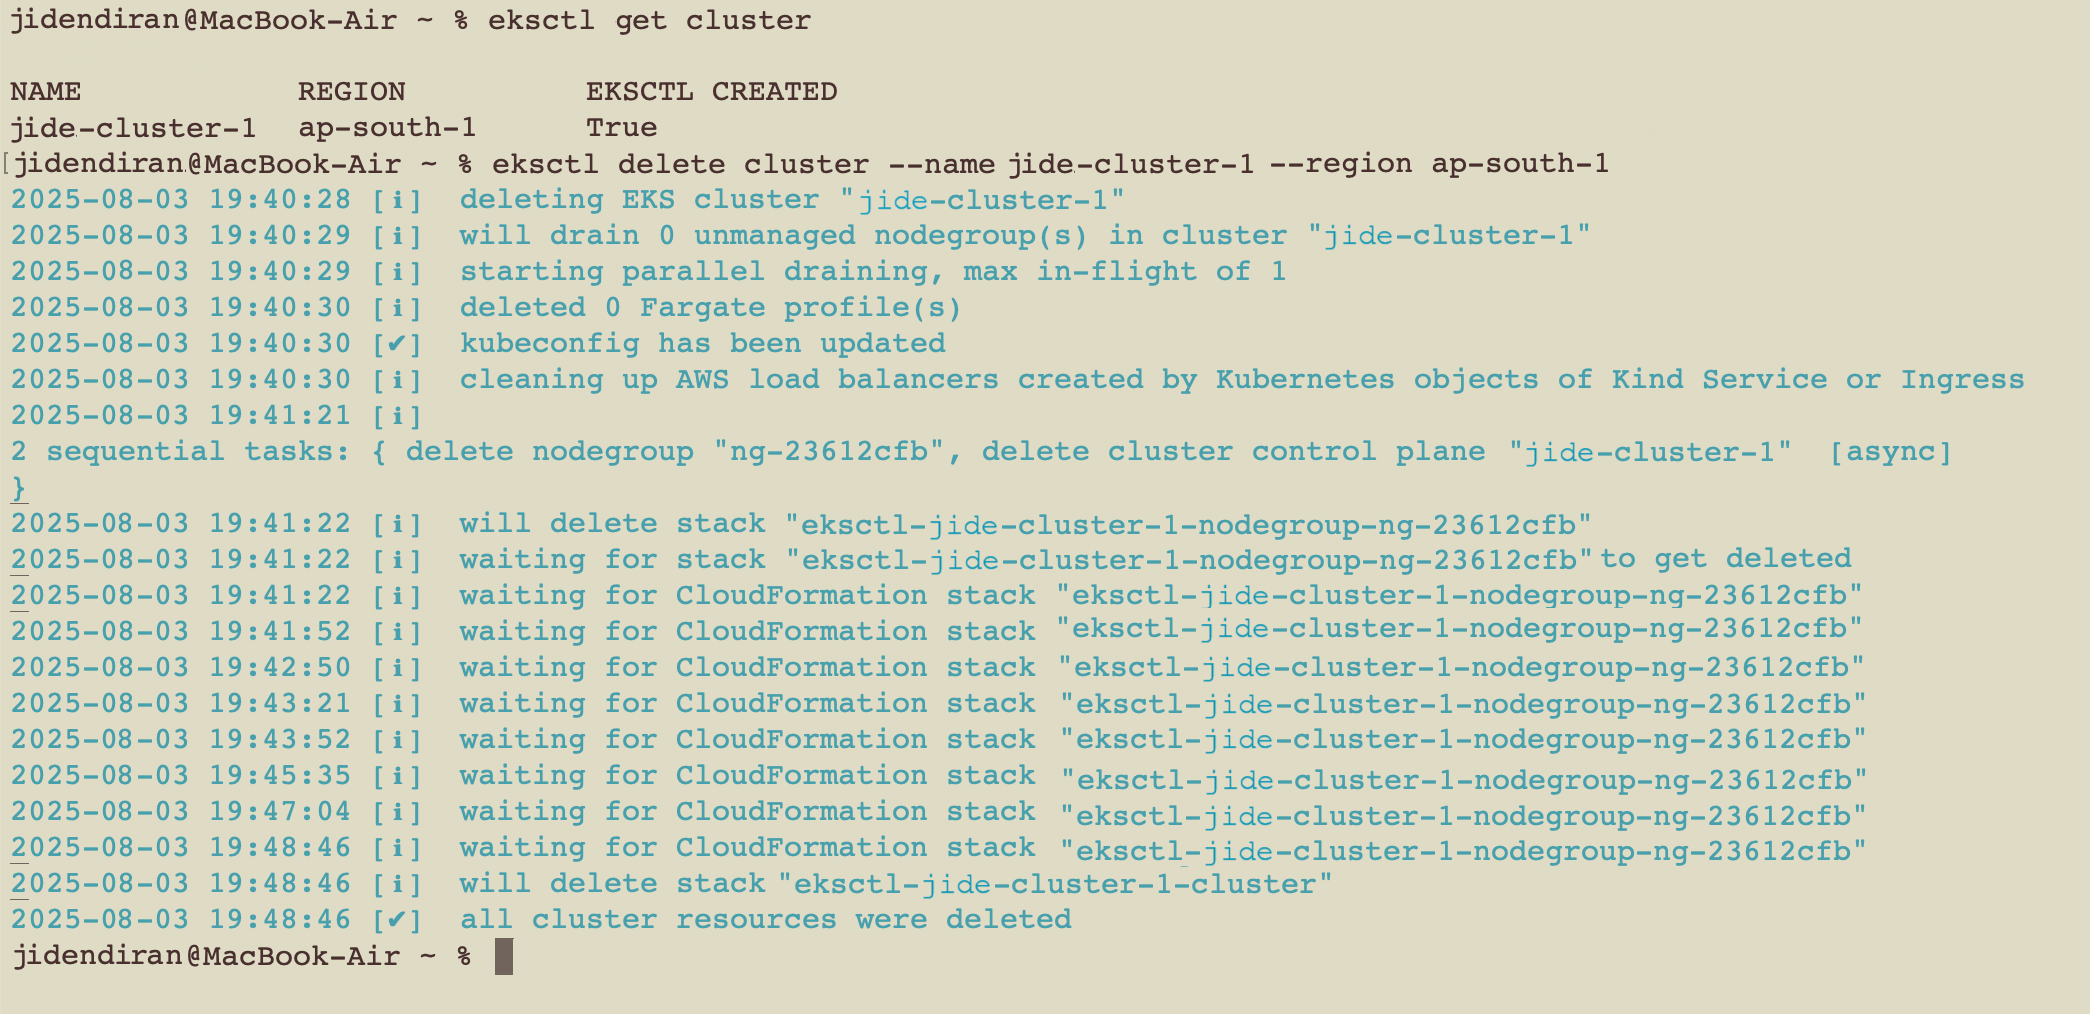 jidendiran@MacBook-Air ~ % eksctl get cluster
NAME REGION EKSCTL CREATED
jide-cluster-1 ap-south-1 True
[jidendiran@MacBook-Air ~ % eksctl delete cluster --name jide-cluster-1 --region ap-south-1
2025-08-03 19:40:28 [ℹ]  deleting EKS cluster "jide-cluster-1"
2025-08-03 19:40:29 [ℹ]  will drain 0 unmanaged nodegroup(s) in cluster "jide-cluster-1"
2025-08-03 19:40:29 [ℹ]  starting parallel draining, max in-flight of 1
2025-08-03 19:40:30 [ℹ]  deleted 0 Fargate profile(s)
2025-08-03 19:40:30 [✔]  kubeconfig has been updated
2025-08-03 19:40:30 [ℹ]  cleaning up AWS load balancers created by Kubernetes objects of Kind Service or Ingress
2025-08-03 19:41:21 [ℹ]
2 sequential tasks: { delete nodegroup "ng-23612cfb", delete cluster control plane "jide-cluster-1" [async]
}
2025-08-03 19:41:22 [ℹ]  will delete stack "eksctl-jide-cluster-1-nodegroup-ng-23612cfb"
2025-08-03 19:41:22 [ℹ]  waiting for stack "eksctl-jide-cluster-1-nodegroup-ng-23612cfb" to get deleted
2025-08-03 19:41:22 [ℹ]  waiting for CloudFormation stack "eksctl-jide-cluster-1-nodegroup-ng-23612cfb"
2025-08-03 19:41:52 [ℹ]  waiting for CloudFormation stack "eksctl-jide-cluster-1-nodegroup-ng-23612cfb"
2025-08-03 19:42:50 [ℹ]  waiting for CloudFormation stack "eksctl-jide-cluster-1-nodegroup-ng-23612cfb"
2025-08-03 19:43:21 [ℹ]  waiting for CloudFormation stack "eksctl-jide-cluster-1-nodegroup-ng-23612cfb"
2025-08-03 19:43:52 [ℹ]  waiting for CloudFormation stack "eksctl-jide-cluster-1-nodegroup-ng-23612cfb"
2025-08-03 19:45:35 [ℹ]  waiting for CloudFormation stack "eksctl-jide-cluster-1-nodegroup-ng-23612cfb"
2025-08-03 19:47:04 [ℹ]  waiting for CloudFormation stack "eksctl-jide-cluster-1-nodegroup-ng-23612cfb"
2025-08-03 19:48:46 [ℹ]  waiting for CloudFormation stack "eksctl-jide-cluster-1-nodegroup-ng-23612cfb"
2025-08-03 19:48:46 [ℹ]  will delete stack "eksctl-jide-cluster-1-cluster"
2025-08-03 19:48:46 [✔]  all cluster resources were deleted
jidendiran@MacBook-Air ~ %